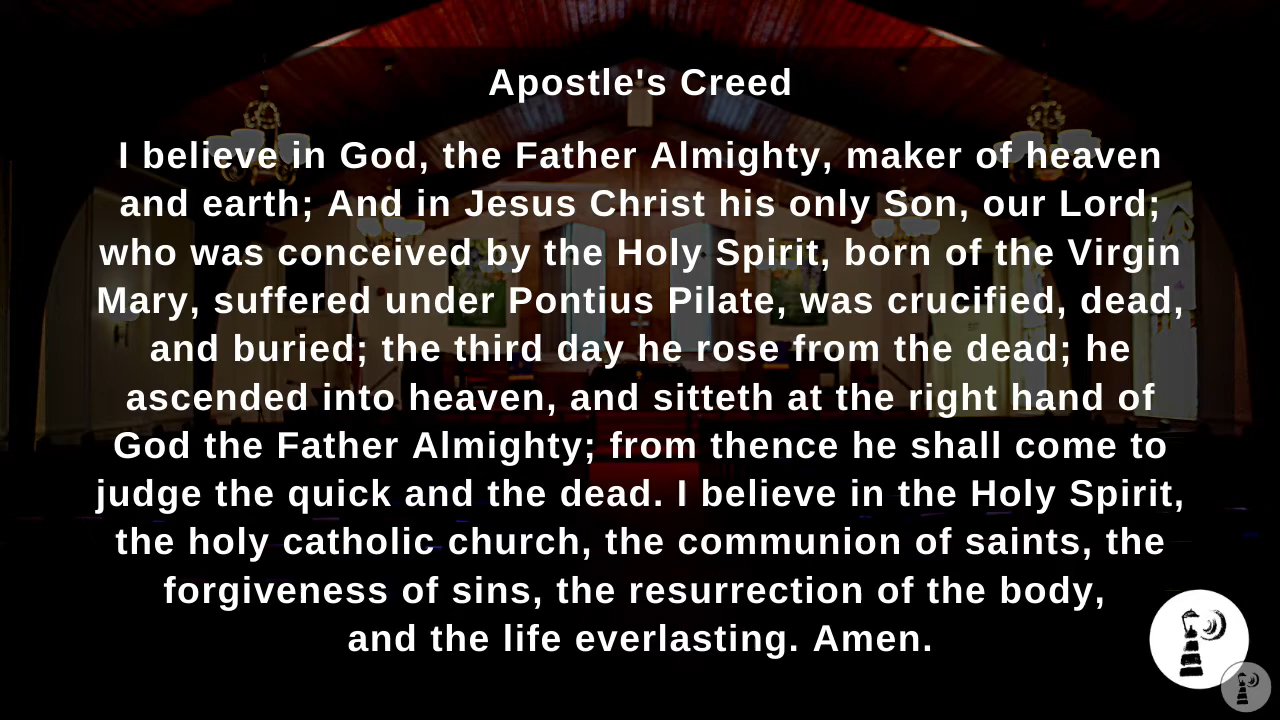 Apostle's Creed
I believe in God, the Father Almighty, maker of heaven
and earth; And in Jesus Christ his only Son, our Lord;
who was conceived by the Holy Spirit, born of the Virgin
Mary, suffered under Pontius Pilate, was crucified, dead,
and buried; the third day he rose from the dead; he
ascended into heaven, and sitteth at the right hand of
God the Father Almighty; from thence he shall come to
judge the quick and the dead. I believe in the Holy Spirit,
the holy catholic church, the communion of saints, the
forgiveness of sins, the resurrection of the body,
and the life everlasting. Amen.